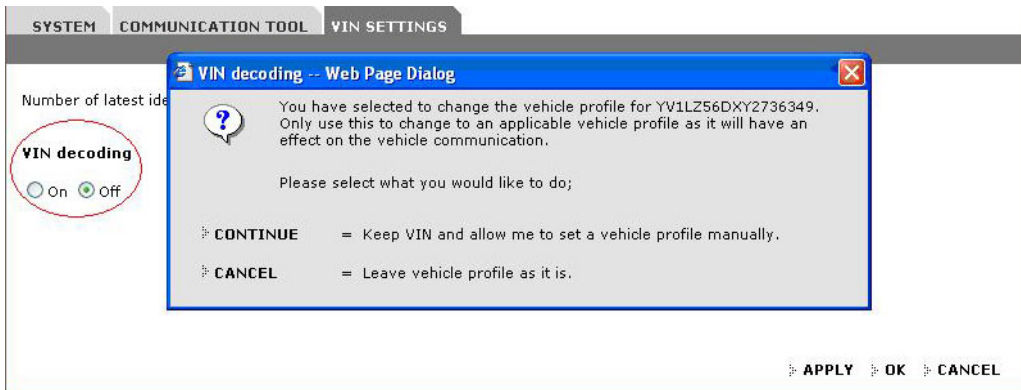 SYSTEM COMMUNICATION TOOL VIN SETTINGS
VIN decoding -- Web Page Dialog
Number of latest ide
You have selected to change the vehicle profile for YV1LZ56DXY2736349.
Only use this to change to an applicable vehicle profile as it will have an
effect on the vehicle communication.
VIN decoding
On Off
Please select what you would like to do;
CONTINUE = Keep VIN and allow me to set a vehicle profile manually.
CANCEL = Leave vehicle profile as it is.
APPLY OK CANCEL